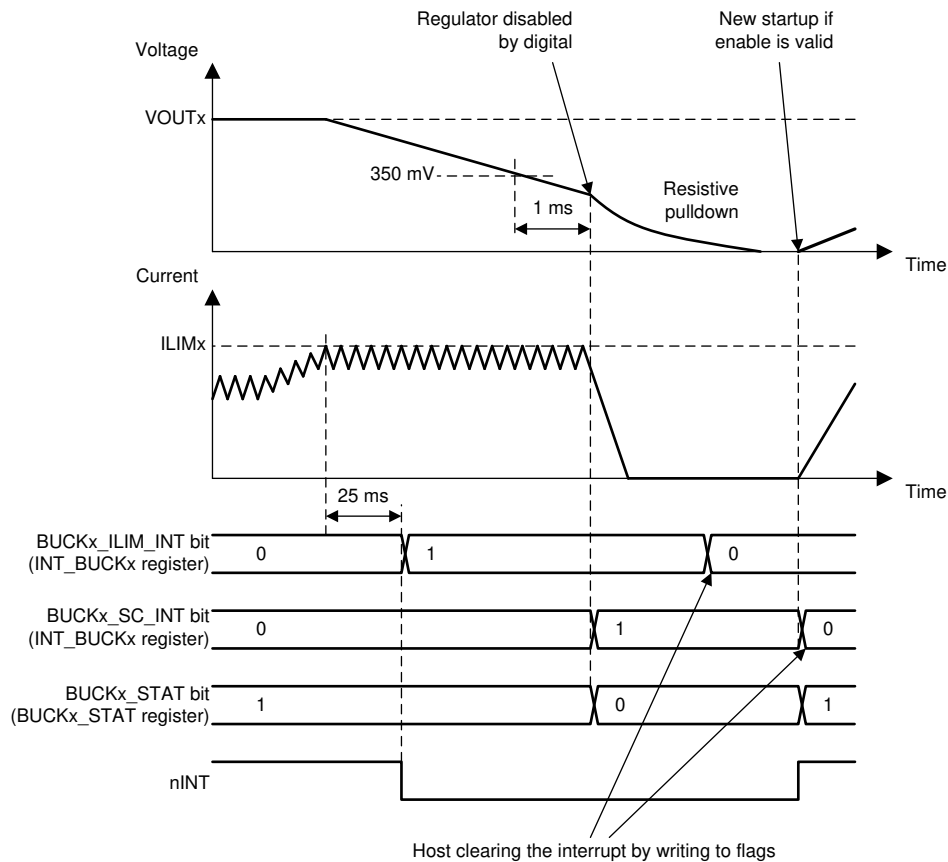 Regulator disabled
by digital
New startup if
enable is valid
Voltage
VOUTx
350 mV
1 ms
Resistive
pulldown
Time
Current
ILIMx
Time
25 ms
BUCKx_ILIM_INT bit
(INT_BUCKx register)
0
1
0
BUCKx_SC_INT bit
(INT_BUCKx register)
0
1
0
BUCKx_STAT bit
(BUCKx_STAT register)
1
0
1
nINT
Host clearing the interrupt by writing to flags